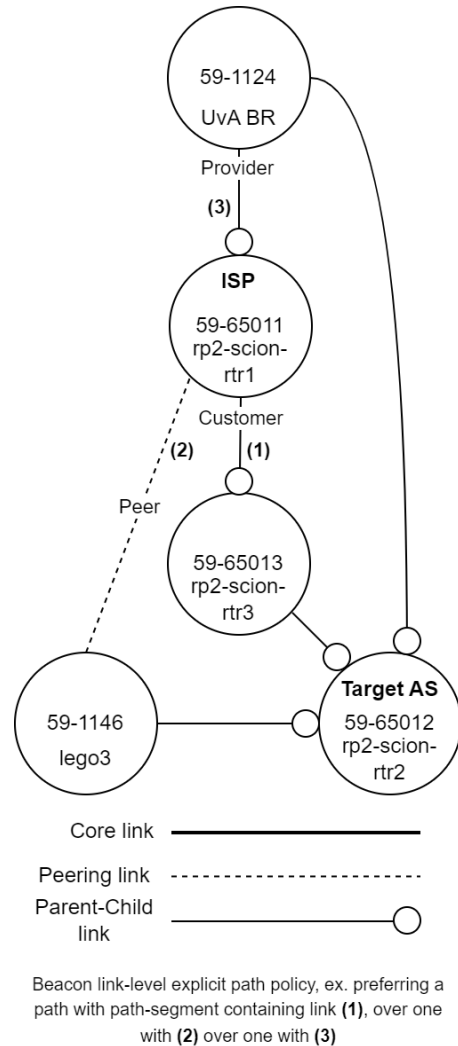 59-1124
UvA BR
Provider
(3)
ISP
59-65011
rp2-scion-
rtr1
Customer
(2)
(1)
Peer
59-65013
rp2-scion-
rtr3
Target AS
59-1146
lego3
59-65012
rp2-scion-
rtr2
Core link
Peering link
Parent-Child
link
Beacon link-level explicit path policy, ex. preferring a
path with path-segment containing link (1), over one
with (2) over one with (3)